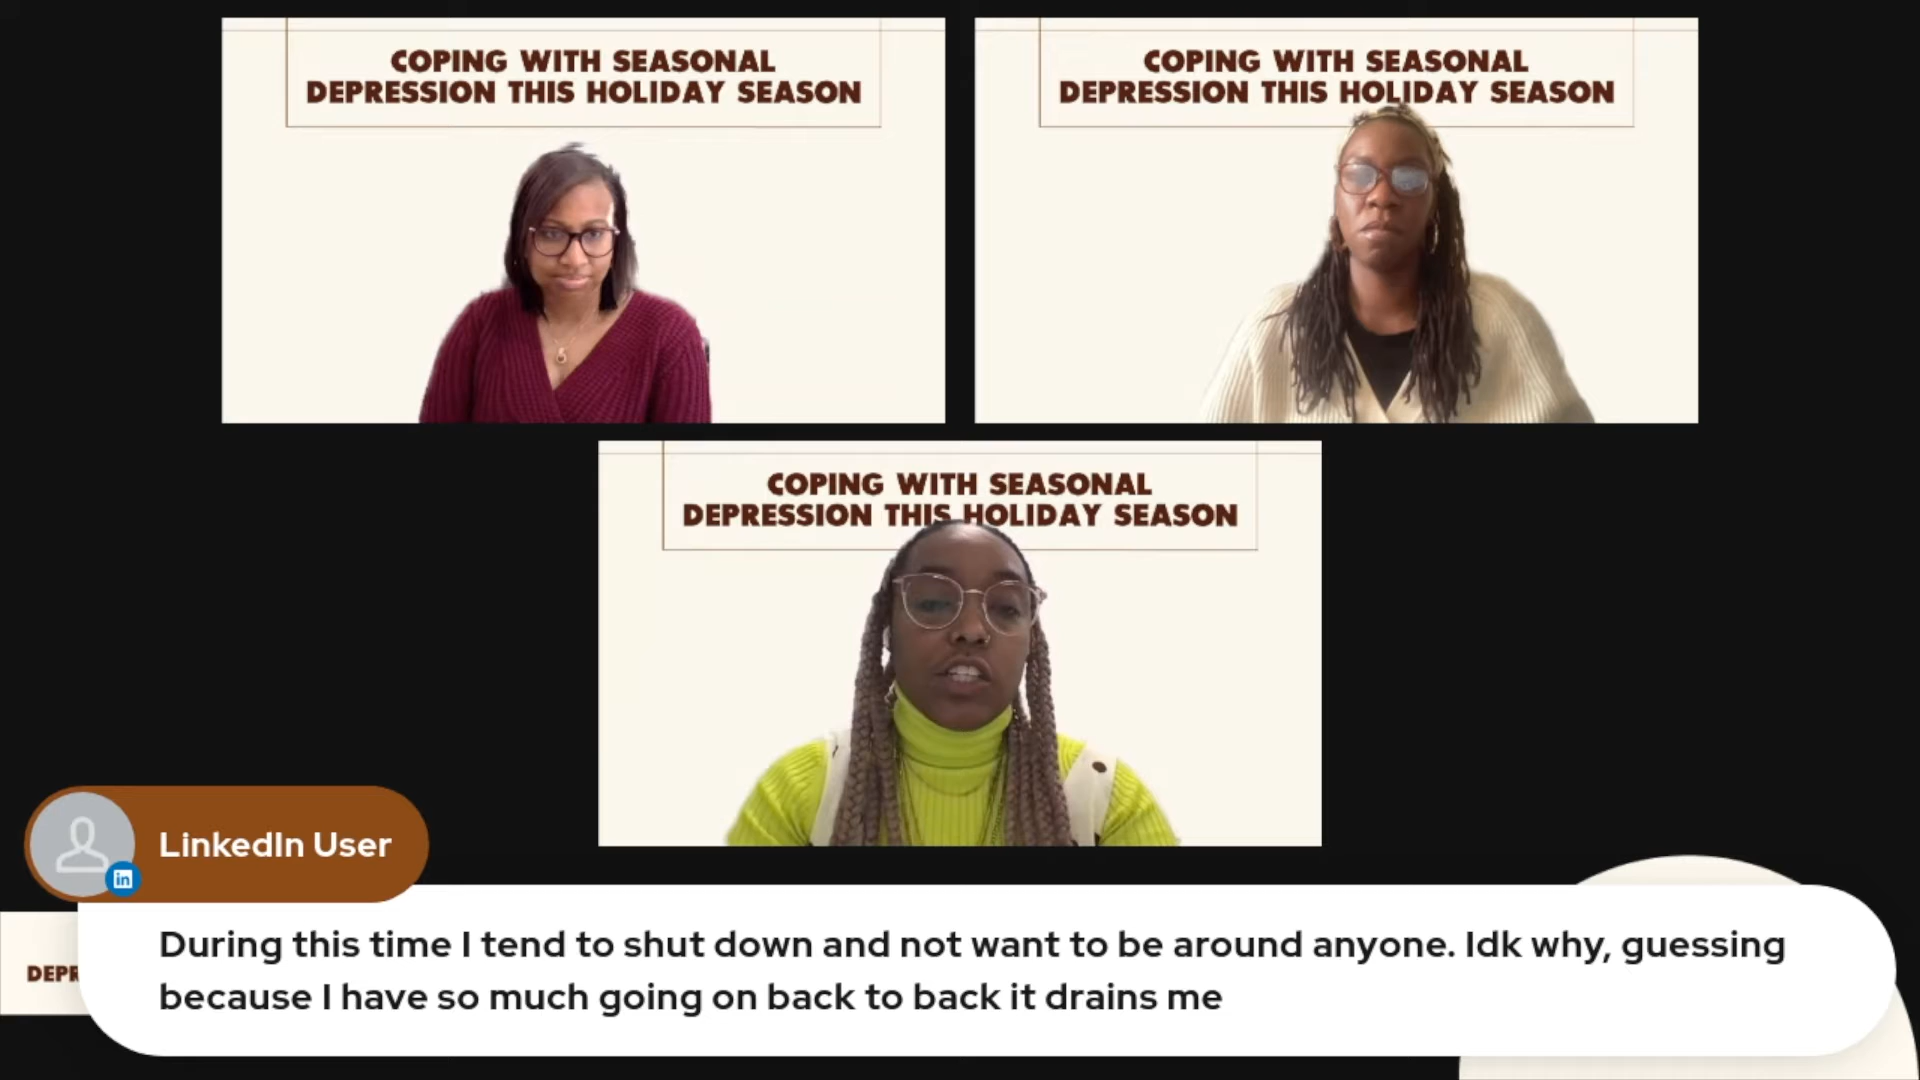 COPING WITH SEASONAL
DEPRESSION THIS HOLIDAY SEASON
COPING WITH SEASONAL
DEPRESSION THIS HOLIDAY SEASON
COPING WITH SEASONAL
DEPRESSION THIS HOLIDAY SEASON
LinkedIn User
in
During this time I tend to shut down and not want to be around anyone. Idk why, guessing
because I have so much going on back to back it drains me
DEPR